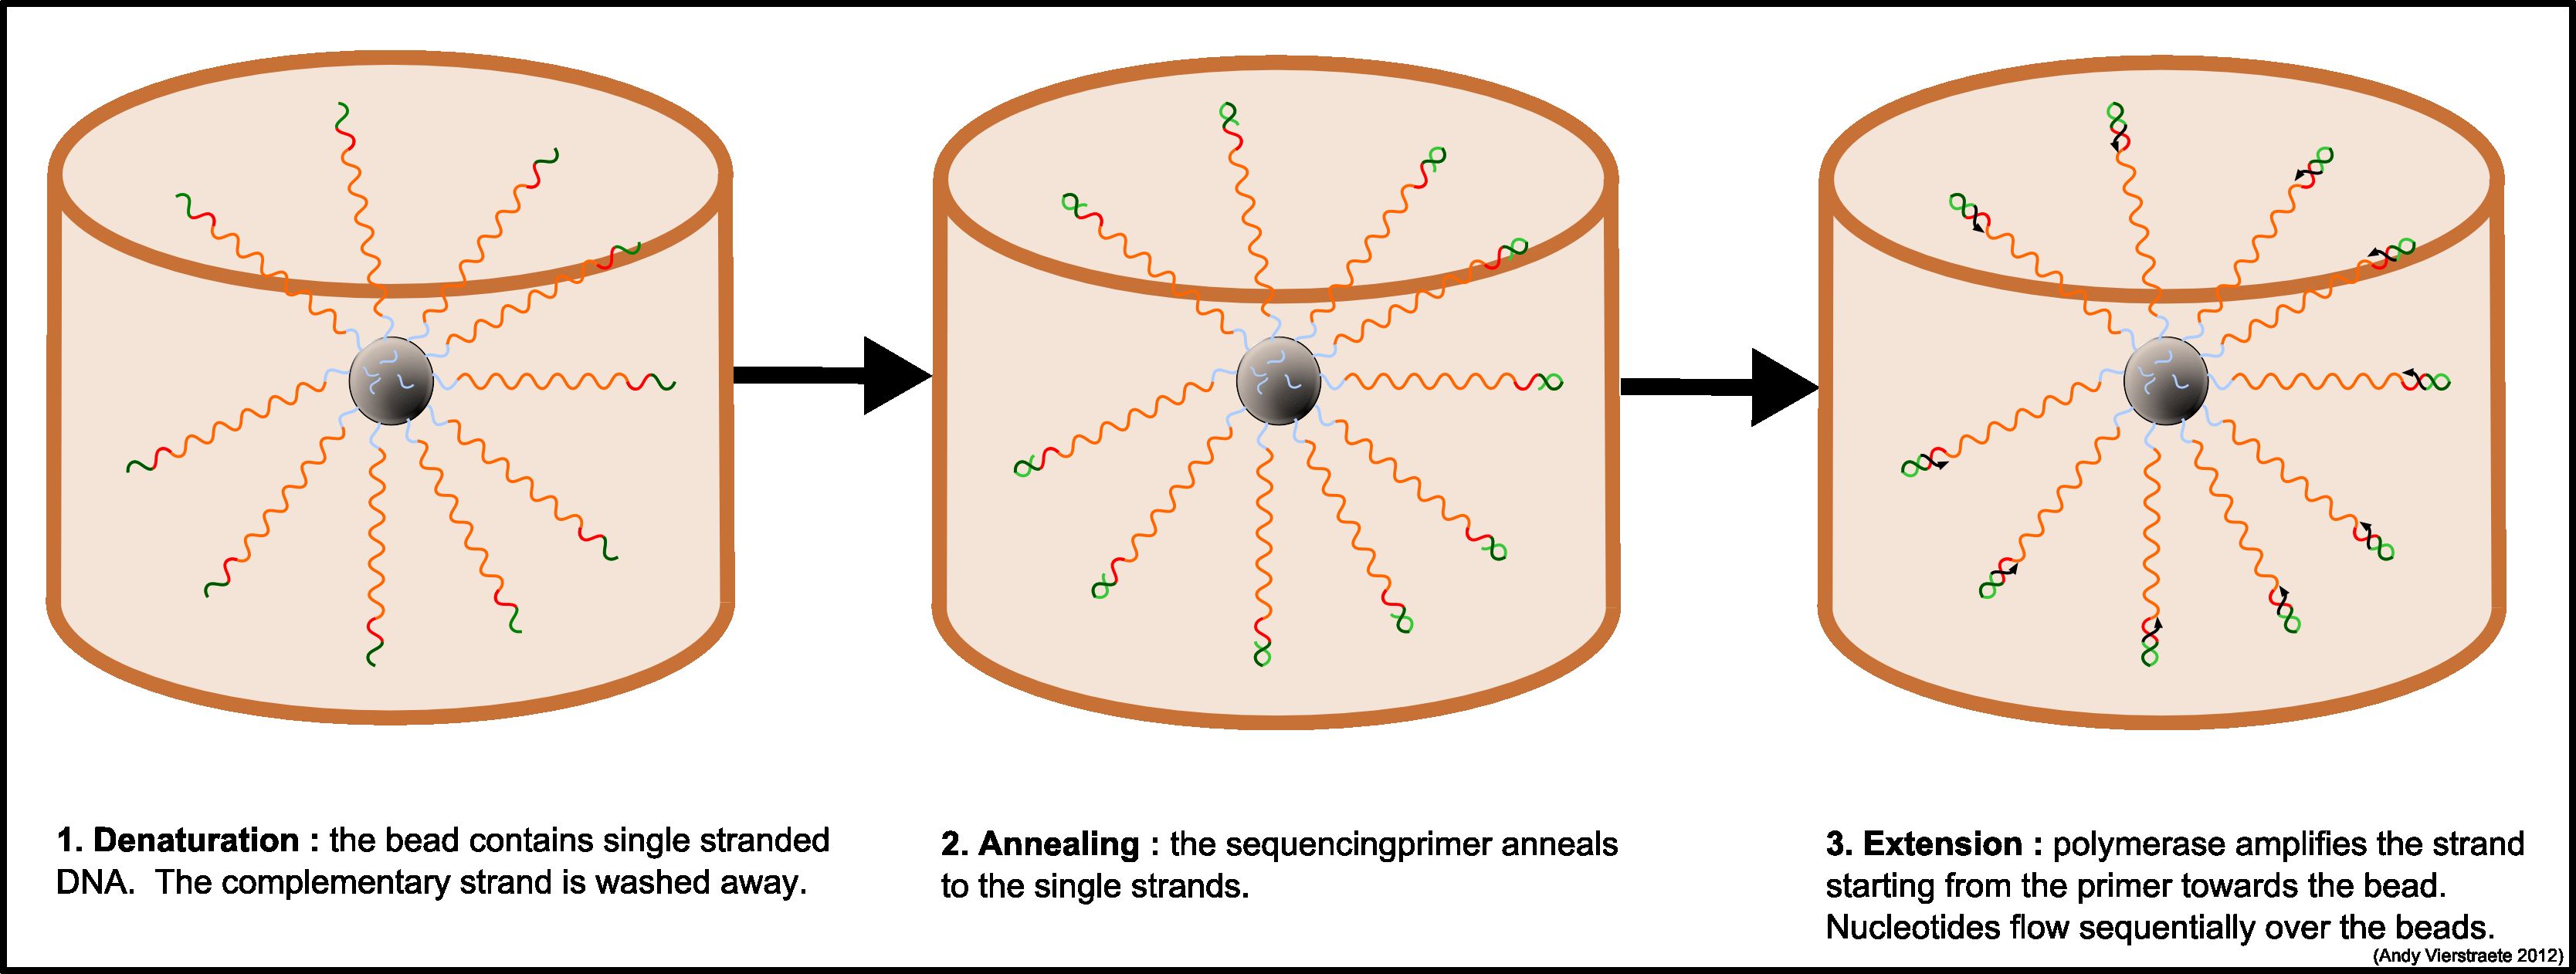 1. Denaturation : the bead contains single stranded
DNA.  The complementary strand is washed away.
2. Annealing : the sequencingprimer anneals
to the single strands.
3. Extension : polymerase amplifies the strand
starting from the primer towards the bead.
Nucleotides flow sequentially over the beads.
(Andy Vierstraete 2012)